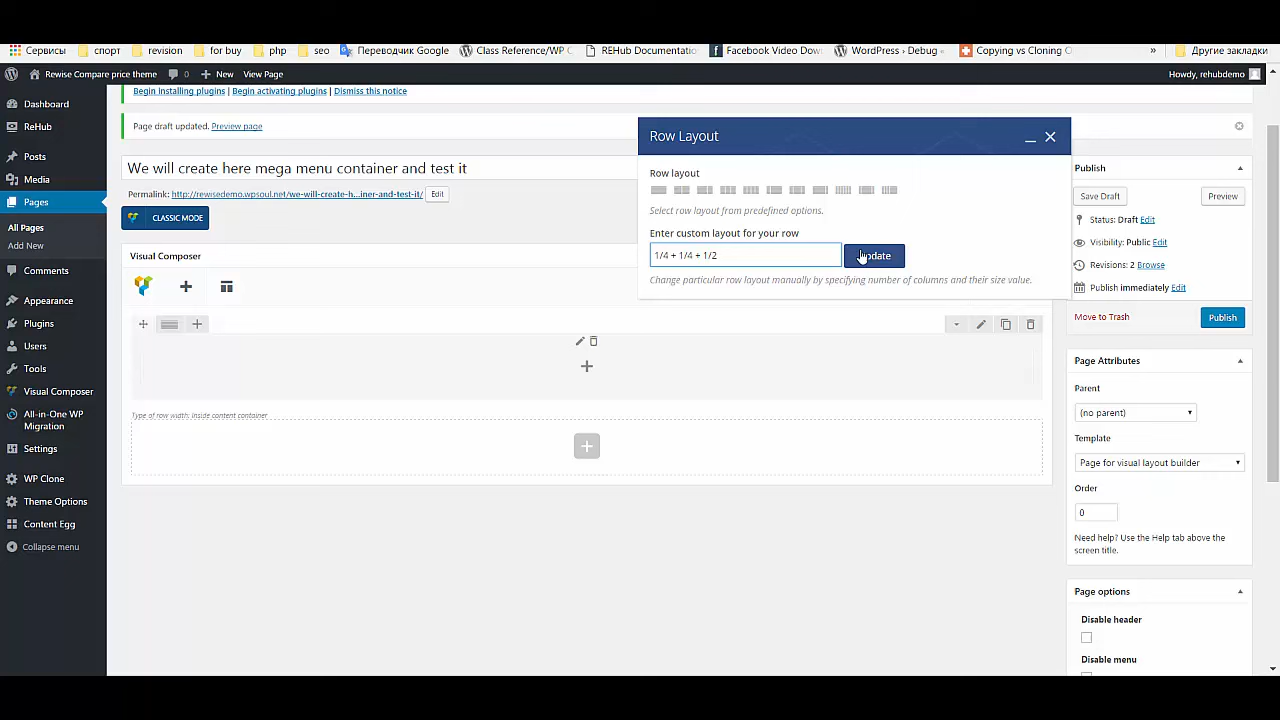 Сервисы спорт revision for buy php seo Переводчик Google Class Reference/WP C REHub Documentatio Facebook Video Dow WordPress › Debug « Copying vs Cloning C » Другие закладки
Rewise Compare price theme 0 New View Page Howdy, rehubdemo
Begin installing plugins | Begin activating plugins | Dismiss this notice
Page draft updated. Preview page
We will create here mega menu container and test it
Permalink: http://rewisedemo.wpsoul.net/we-will-create-h...iner-and-test-it/ Edit
CLASSIC MODE
Visual Composer
Type of row width: Inside content container
Dashboard
ReHub
Posts
Media
Pages
All Pages
Add New
Comments
Appearance
Plugins
Users
Tools
Visual Composer
All-in-One WP
Migration
Settings
WP Clone
Theme Options
Content Egg
Collapse menu
Row Layout
Row layout
Select row layout from predefined options.
Enter custom layout for your row
1/4 + 1/4 + 1/2
Change particular row layout manually by specifying number of columns and their size value.
Publish
Save Draft Preview
Status: Draft Edit
Visibility: Public Edit
Revisions: 2 Browse
Publish immediately Edit
Move to Trash Publish
Page Attributes
Parent
(no parent)
Template
Page for visual layout builder
Order
0
Need help? Use the Help tab above the
screen title.
Page options
Disable header
Disable menu